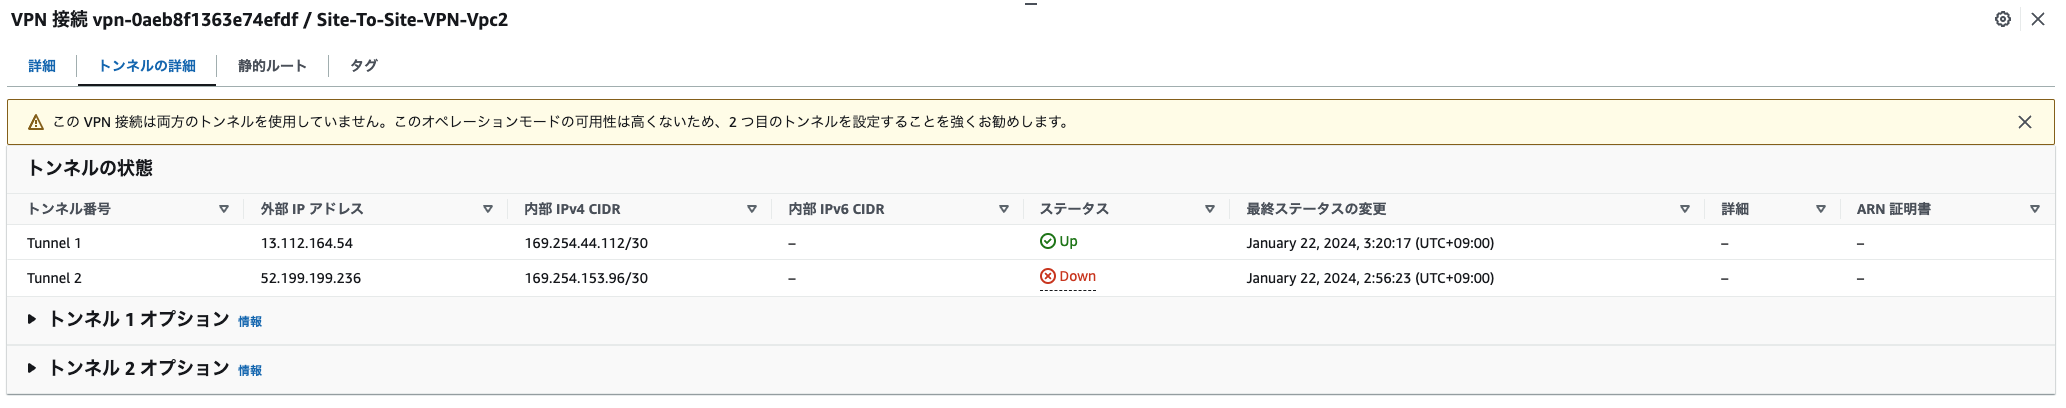 VPN 接続 vpn-0aeb8f1363e74efdf / Site-To-Site-VPN-Vpc2
詳細 トンネルの詳細 静的ルート タグ
この VPN 接続は両方のトンネルを使用していません。このオペレーションモードの可用性は高くないため、2 つ目のトンネルを設定することを強くお勧めします。
トンネルの状態
トンネル番号 外部 IP アドレス 内部 IPv4 CIDR 内部 IPv6 CIDR ステータス 最終ステータスの変更 詳細 ARN 証明書
Tunnel 1 13.112.164.54 169.254.44.112/30 – Up January 22, 2024, 3:20:17 (UTC+09:00) – –
Tunnel 2 52.199.199.236 169.254.153.96/30 – Down January 22, 2024, 2:56:23 (UTC+09:00) – –
トンネル 1 オプション 情報
トンネル 2 オプション 情報